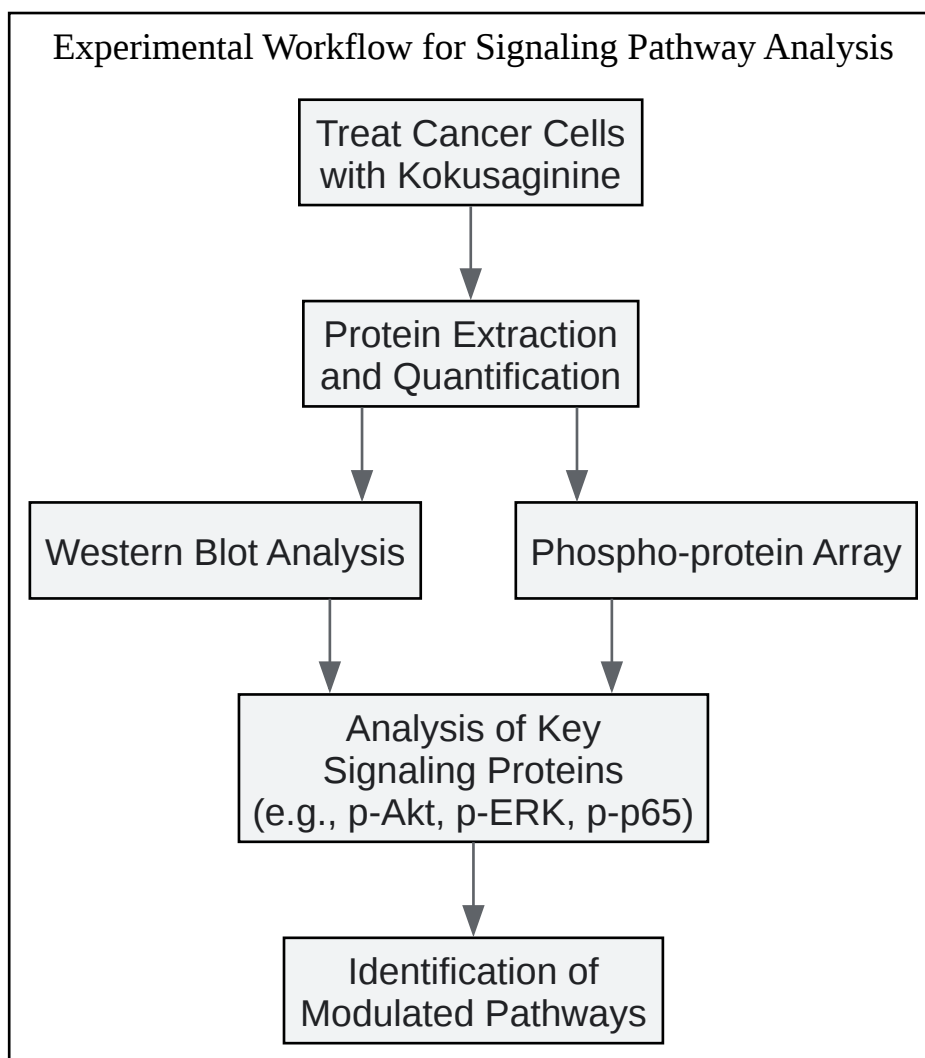 Experimental Workflow for Signaling Pathway Analysis
Treat Cancer Cells
with Kokusaginine
Protein Extraction
and Quantification
Western Blot Analysis
Phospho-protein Array
Analysis of Key
Signaling Proteins
(e.g., p-Akt, p-ERK, p-p65)
Identification of
Modulated Pathways